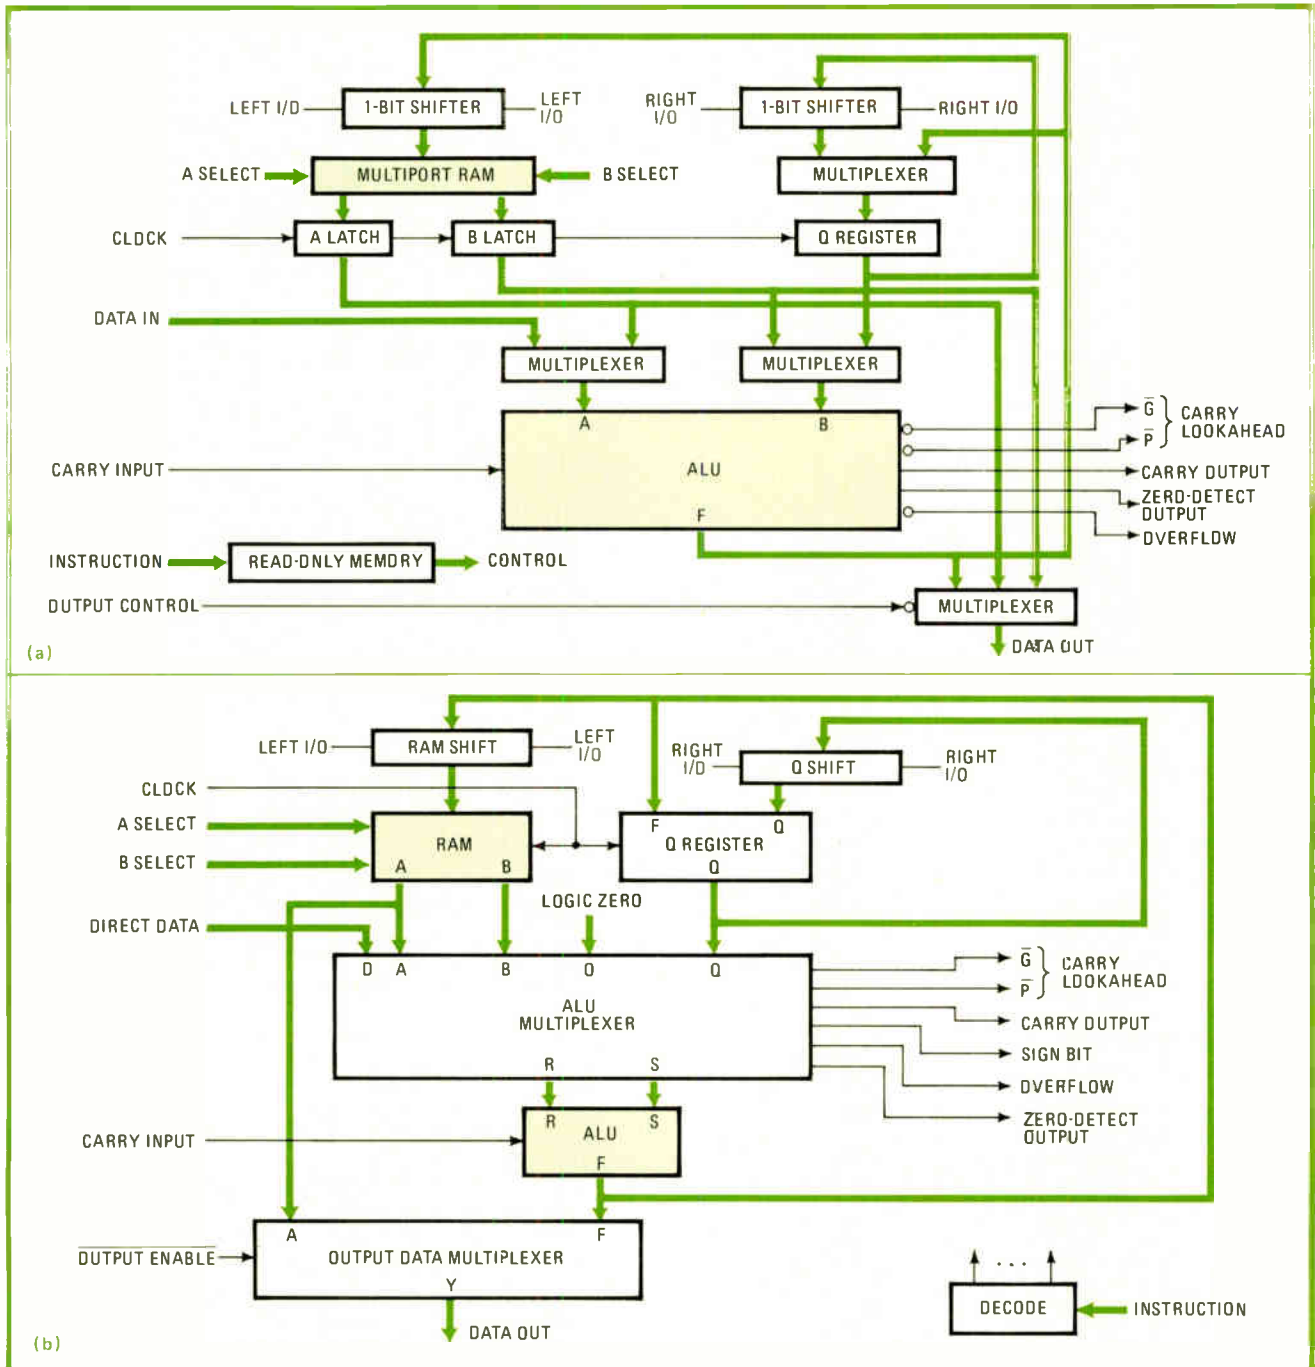 LEFT I/O
1-BIT SHIFTER
LEFT I/O
RIGHT I/O
1-BIT SHIFTER
RIGHT I/O
A SELECT
MULTIPORT RAM
B SELECT
MULTIPLEXER
CLOCK
A LATCH
B LATCH
Q REGISTER
DATA IN
MULTIPLEXER
MULTIPLEXER
A
B
G̅
P̅
CARRY
LOOKAHEAD
CARRY INPUT
ALU
CARRY OUTPUT
ZERO-DETECT
OUTPUT
F
OVERFLOW
INSTRUCTION
READ-ONLY MEMORY
CONTROL
OUTPUT CONTROL
MULTIPLEXER
DATA OUT
(a)
LEFT I/O
RAM SHIFT
LEFT
I/O
RIGHT
I/O
Q SHIFT
RIGHT
I/O
CLOCK
A SELECT
B SELECT
RAM
A
B
F
Q
Q REGISTER
Q
LOGIC ZERO
DIRECT DATA
D
A
B
0
Q
ALU
MULTIPLEXER
R
S
G̅
P̅
CARRY
LOOKAHEAD
CARRY OUTPUT
SIGN BIT
OVERFLOW
ZERO-DETECT
OUTPUT
CARRY INPUT
R
S
ALU
F
A
F
OUTPUT ENABLE
OUTPUT DATA MULTIPLEXER
Y
DATA OUT
. . .
DECODE
INSTRUCTION
(b)